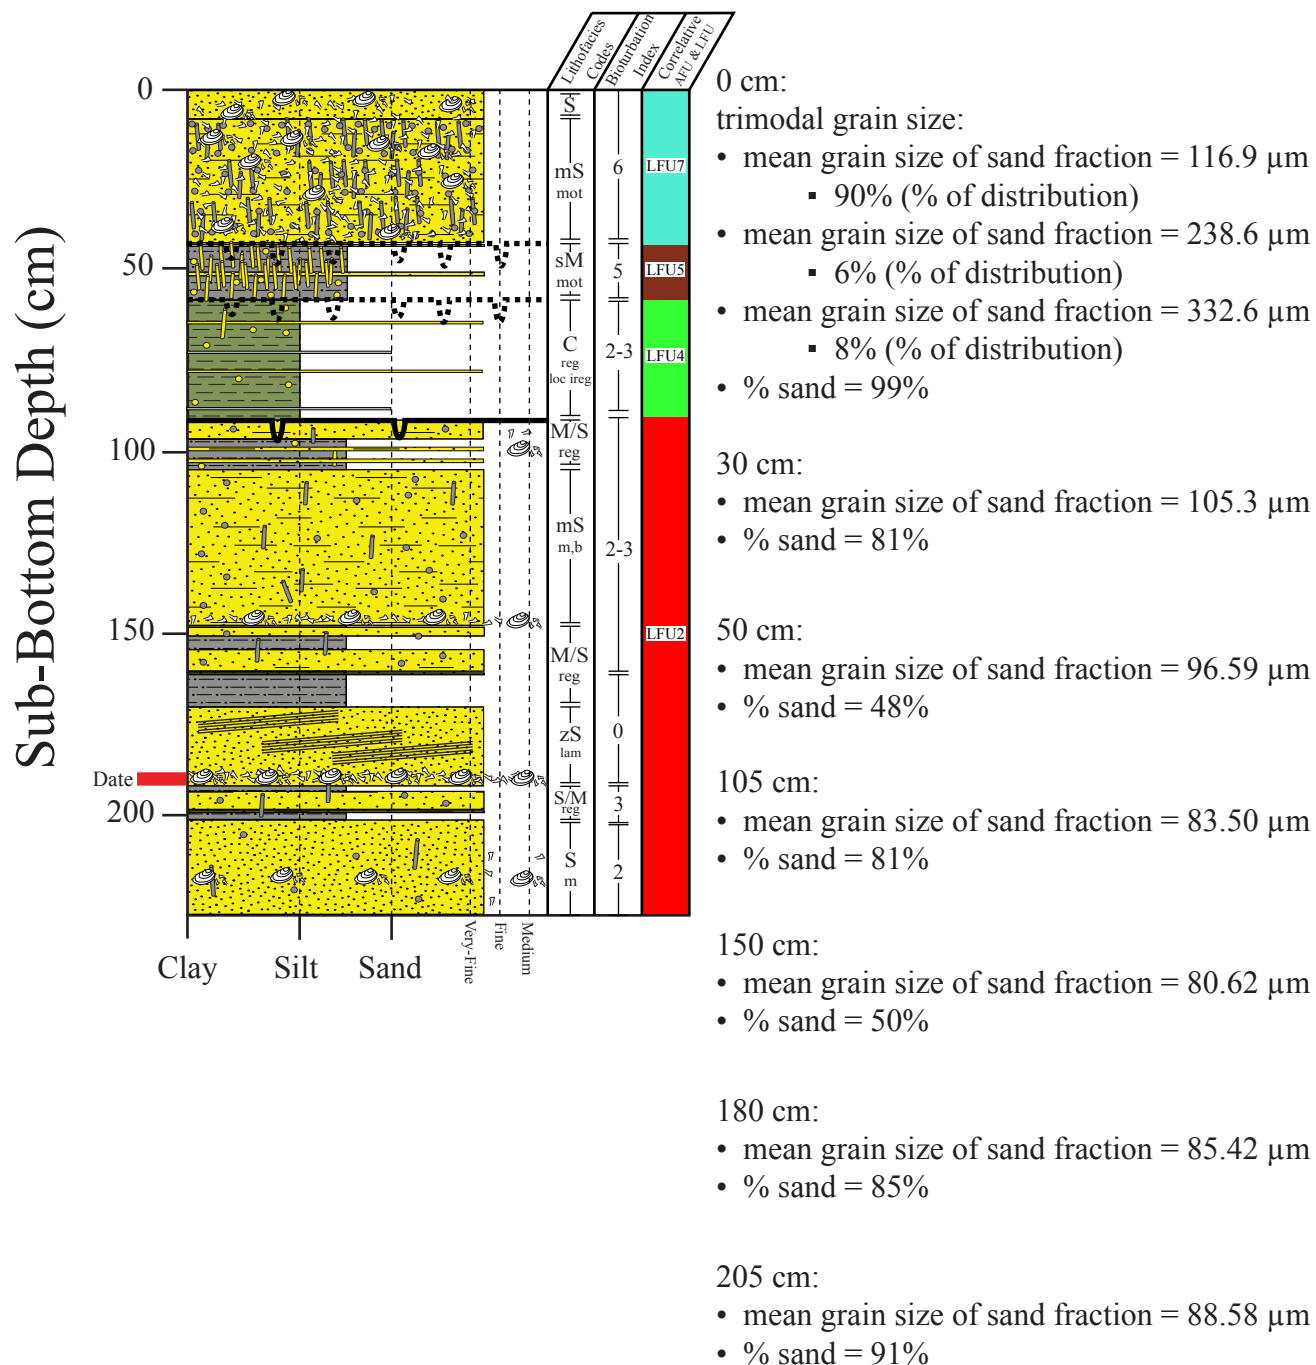 Lithofacies
Codes
Bioturbation
Index
Correlative
AFU & LFU
Sub-Bottom Depth (cm)
0
50
100
150
200
Date
S
mS
mot
sM
mot
C
reg
loc ireg
M/S
reg
mS
m,b
M/S
reg
zS
lam
S/M
reg
S
m
6
5
2-3
2-3
0
3
2
LFU7
LFU5
LFU4
LFU2
Clay
Silt
Sand
Very-Fine
Fine
Medium
0 cm:
trimodal grain size:
• mean grain size of sand fraction = 116.9 µm
▪ 90% (% of distribution)
• mean grain size of sand fraction = 238.6 µm
▪ 6% (% of distribution)
• mean grain size of sand fraction = 332.6 µm
▪ 8% (% of distribution)
• % sand = 99%
30 cm:
• mean grain size of sand fraction = 105.3 µm
• % sand = 81%
50 cm:
• mean grain size of sand fraction = 96.59 µm
• % sand = 48%
105 cm:
• mean grain size of sand fraction = 83.50 µm
• % sand = 81%
150 cm:
• mean grain size of sand fraction = 80.62 µm
• % sand = 50%
180 cm:
• mean grain size of sand fraction = 85.42 µm
• % sand = 85%
205 cm:
• mean grain size of sand fraction = 88.58 µm
• % sand = 91%